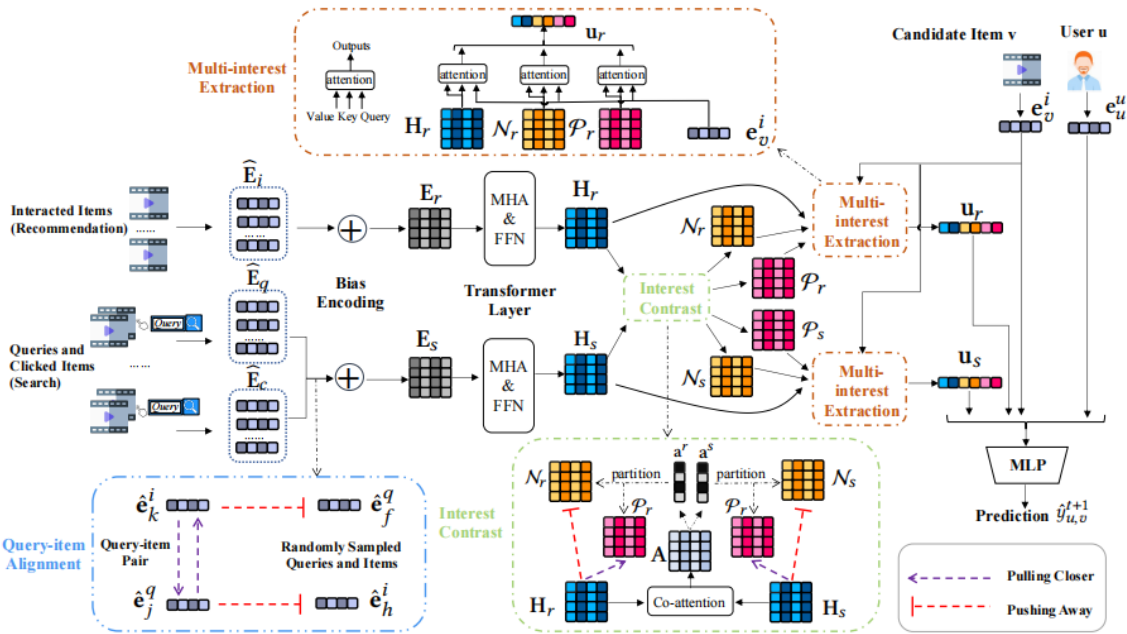 Multi-interest
Extraction
Outputs
attention
Value Key Query
u_r
attention
attention
attention
H_r
𝒩_r
𝒫_r
e_v^i
Candidate Item v
User u
e_v^i
e_u^u
Interacted Items
(Recommendation)
......
Ê_i
......
Bias
Encoding
E_r
MHA
&
FFN
H_r
Transformer
Layer
𝒩_r
𝒫_r
Interest
Contrast
𝒫_s
𝒩_s
Multi-
interest
Extraction
u_r
Queries and
Clicked Items
(Search)
Query
......
Query
Ê_q
......
Ê_c
......
E_s
MHA
&
FFN
H_s
Multi-
interest
Extraction
u_s
MLP
Prediction ŷ_{u,v}^{t+1}
Query-item
Alignment
ê_k^i
ê_f^q
Query-item
Pair
Randomly Sampled
Queries and Items
ê_j^q
ê_h^i
Interest
Contrast
a^r
a^s
𝒩_r
partition
partition
𝒩_s
𝒫_r
𝒫_r
A
H_r
Co-attention
H_s
Pulling Closer
Pushing Away